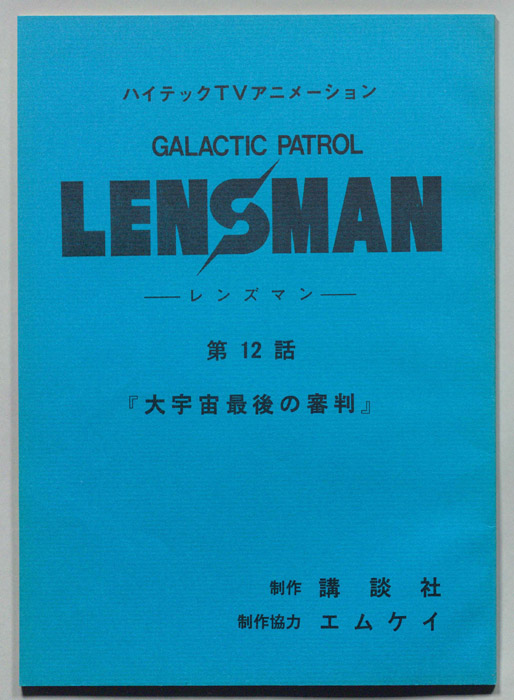 ハイテックTVアニメーション
GALACTIC PATROL
LENSMAN
——レンズマン——
第12話
『大宇宙最後の審判』
制作 講談社
制作協力 エムケイ